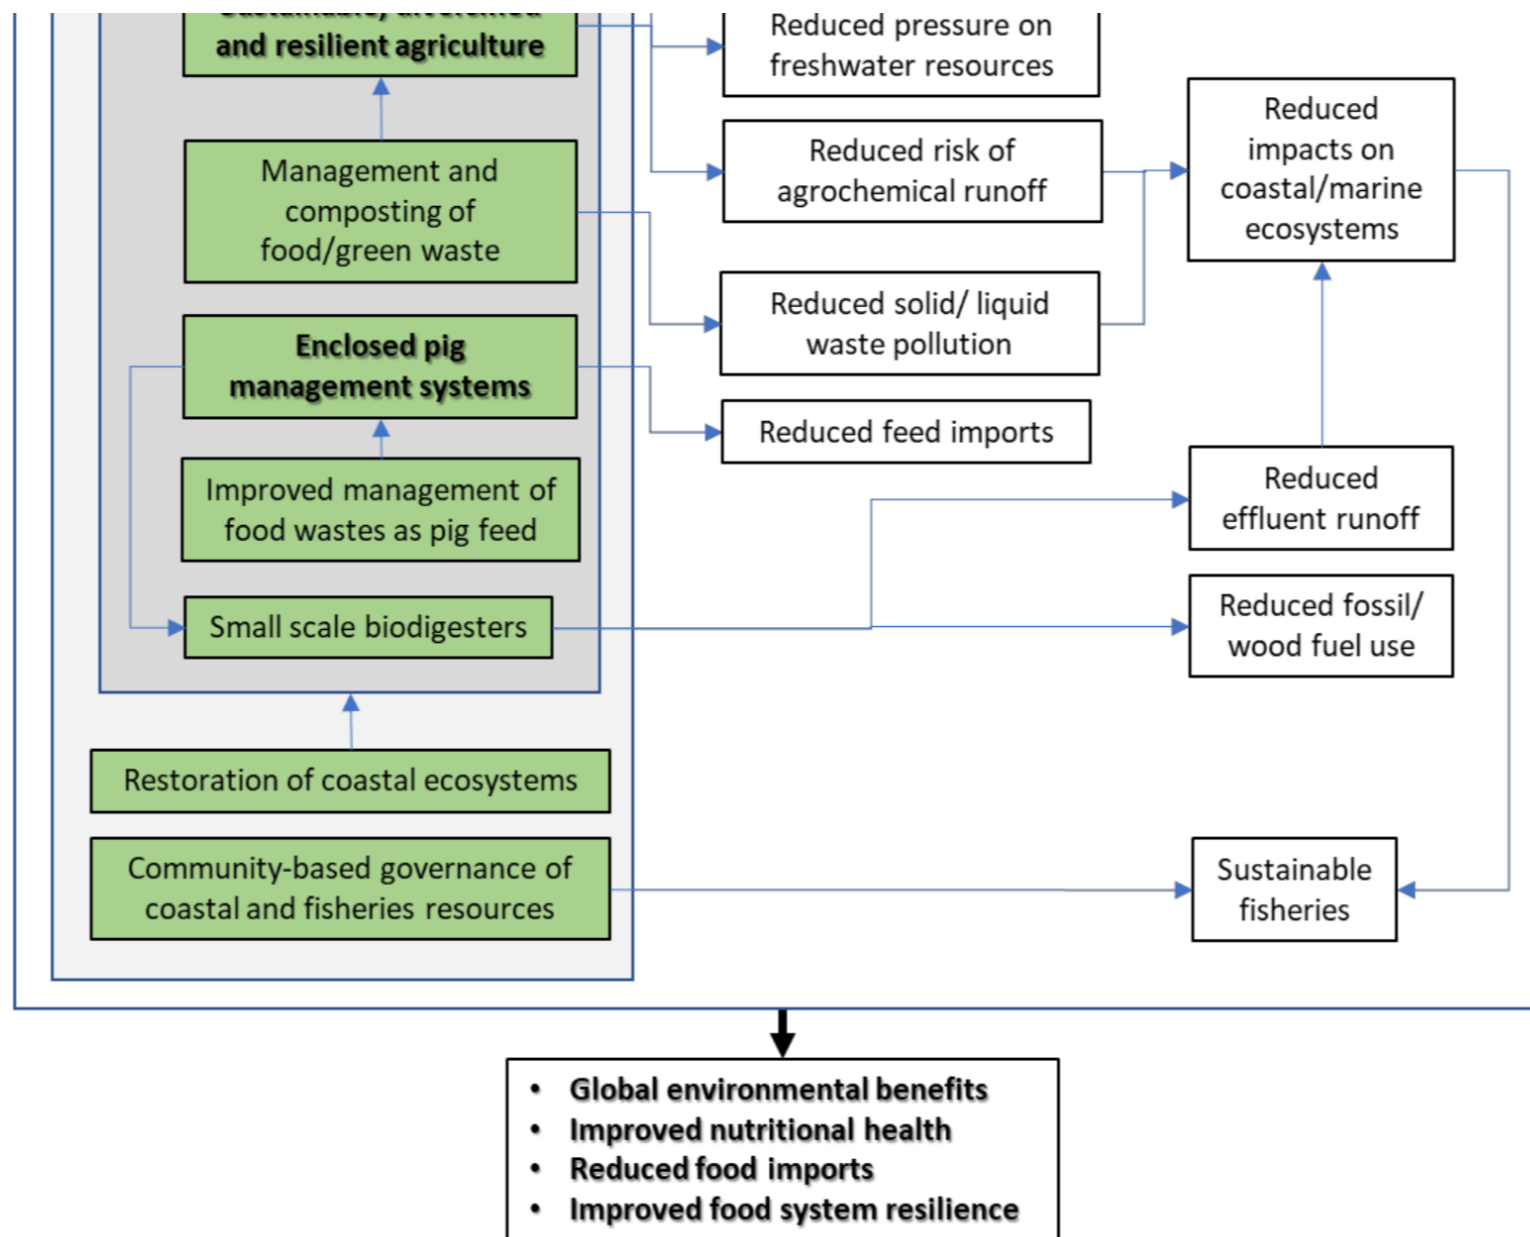 and resilient agriculture
Management and
composting of
food/green waste
Enclosed pig
management systems
Improved management of
food wastes as pig feed
Small scale biodigesters
Restoration of coastal ecosystems
Community-based governance of
coastal and fisheries resources
Reduced pressure on
freshwater resources
Reduced risk of
agrochemical runoff
Reduced solid/ liquid
waste pollution
Reduced feed imports
Reduced
impacts on
coastal/marine
ecosystems
Reduced
effluent runoff
Reduced fossil/
wood fuel use
Sustainable
fisheries
• Global environmental benefits
• Improved nutritional health
• Reduced food imports
• Improved food system resilience